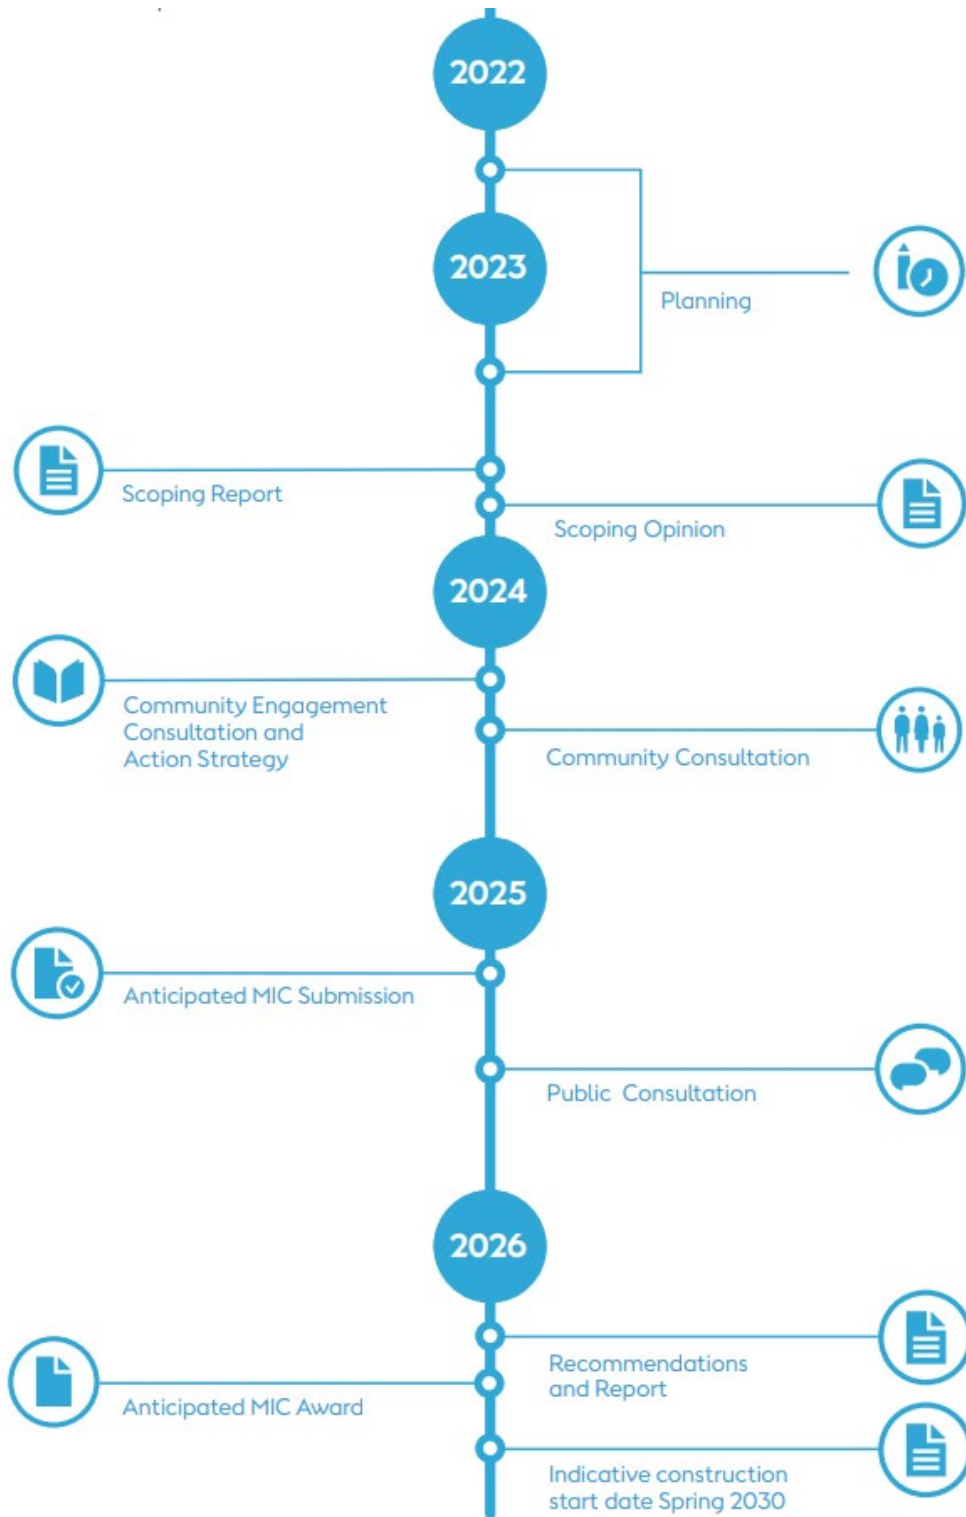 2022
2023
Planning
Scoping Report
Scoping Opinion
2024
Community Engagement
Consultation and
Action Strategy
Community Consultation
2025
Anticipated MIC Submission
Public Consultation
2026
Recommendations
and Report
Anticipated MIC Award
Indicative construction
start date Spring 2030